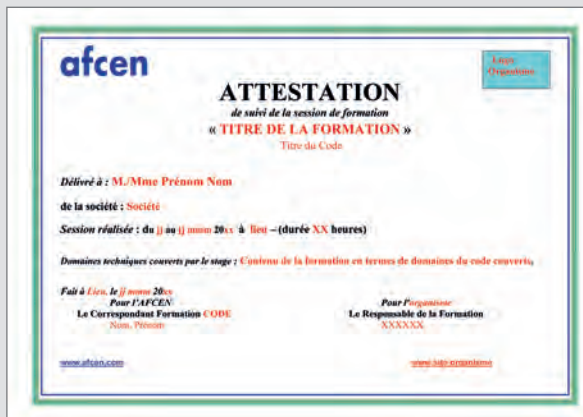 afcen
Logo
Organisme
ATTESTATION
de suivi de la session de formation
« TITRE DE LA FORMATION »
Titre du Code
Délivré à : M./Mme Prénom Nom
de la société : Société
Session réalisée : du jj au jj mmm 20xx à lieu – (durée XX heures)
Domaines techniques couverts par le stage : Contenu de la formation en termes de domaines du code couverts.
Fait à Lieu, le jj mmm 20xx
Pour l'AFCEN
Pour l'organisme
Le Correspondant Formation CODE
Le Responsable de la Formation
Nom, Prénom
XXXXXX
www.afcen.com
www.logo organisme